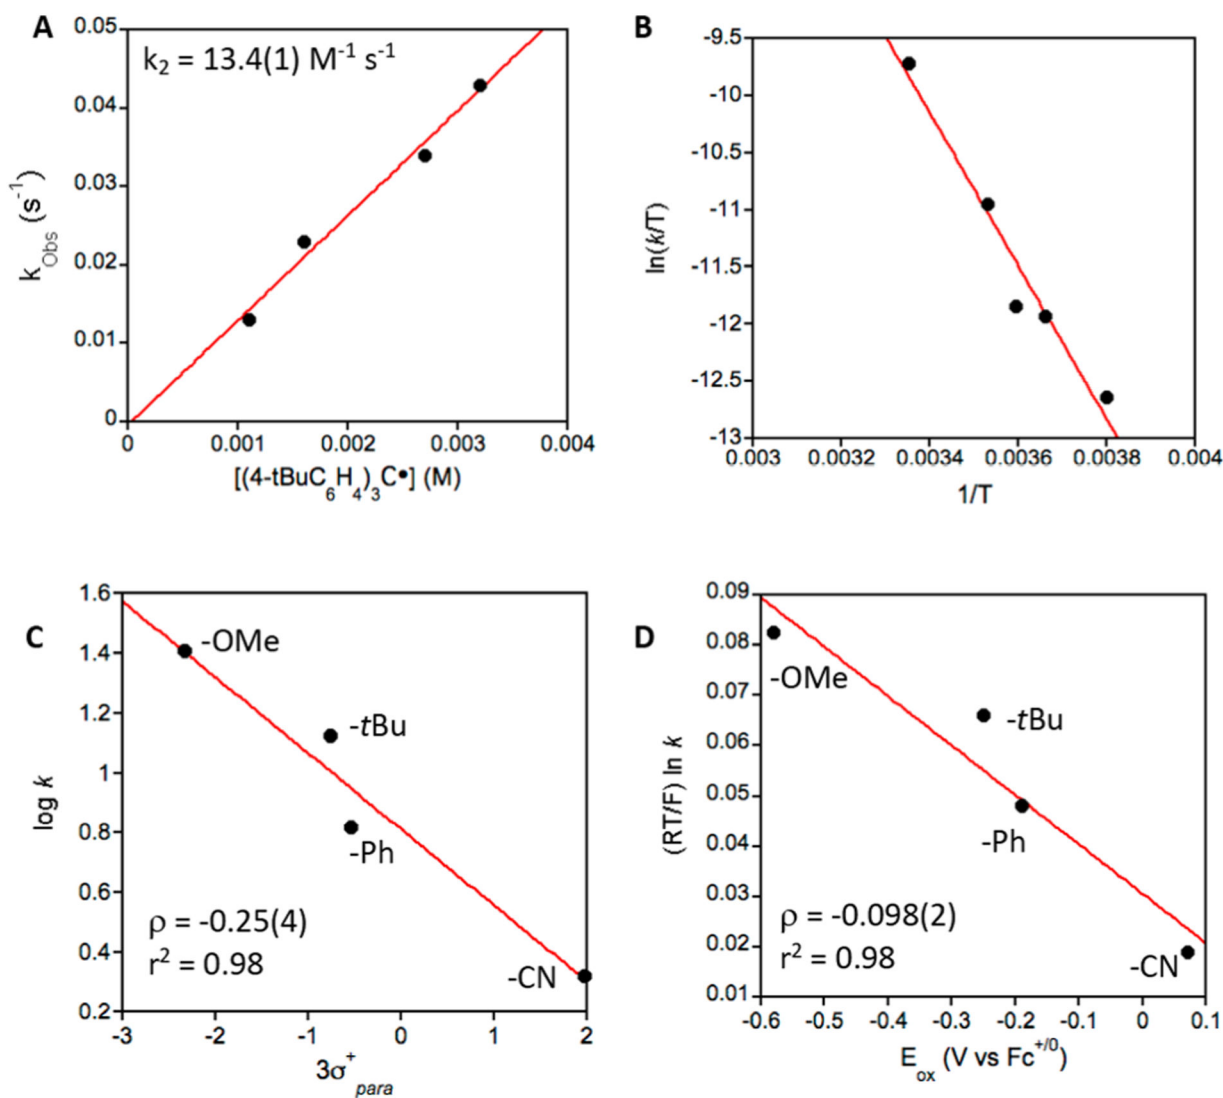 A
k2 = 13.4(1) M-1 s-1
0.05
0.04
0.03
0.02
0.01
0
kObs (s-1)
0
0.001
0.002
0.003
0.004
[(4-tBuC6H4)3C•] (M)
B
-9.5
-10
-10.5
-11
-11.5
-12
-12.5
-13
ln(k/T)
0.003
0.0032
0.0034
0.0036
0.0038
0.004
1/T
C
1.6
1.4
1.2
1
0.8
0.6
0.4
0.2
log k
-OMe
-tBu
-Ph
-CN
ρ = -0.25(4)
r2 = 0.98
-3
-2
-1
0
1
2
3σ+para
D
0.09
0.08
0.07
0.06
0.05
0.04
0.03
0.02
0.01
(RT/F) ln k
-OMe
-tBu
-Ph
-CN
ρ = -0.098(2)
r2 = 0.98
-0.6
-0.5
-0.4
-0.3
-0.2
-0.1
0
0.1
Eox (V vs Fc+/0)